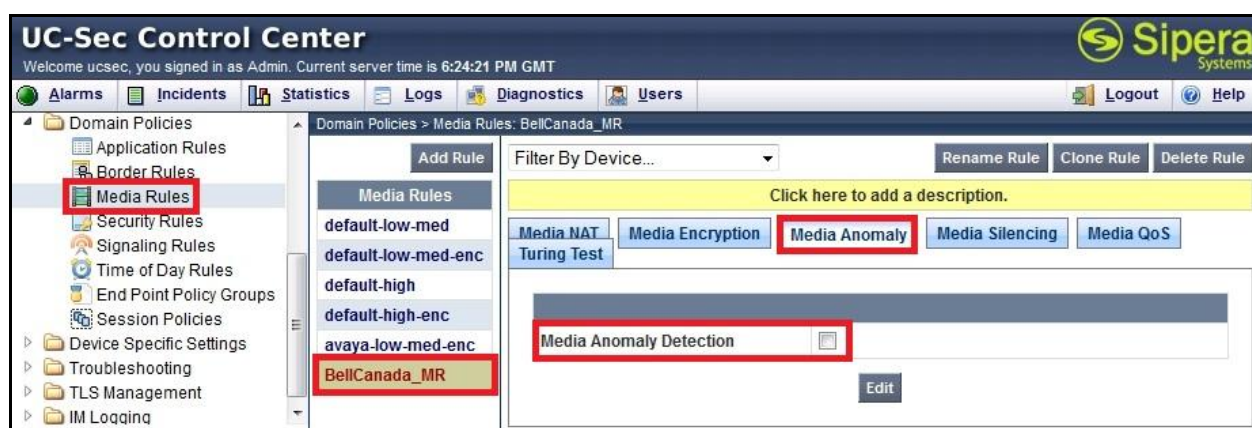 UC-Sec Control Center
Sipera
Systems
Welcome ucsec, you signed in as Admin. Current server time is 6:24:21 PM GMT
Alarms Incidents Statistics Logs Diagnostics Users Logout Help
Domain Policies
Application Rules
Border Rules
Media Rules
Security Rules
Signaling Rules
Time of Day Rules
End Point Policy Groups
Session Policies
Device Specific Settings
Troubleshooting
TLS Management
IM Logging
Domain Policies > Media Rules: BellCanada_MR
Add Rule
Media Rules
default-low-med
default-low-med-enc
default-high
default-high-enc
avaya-low-med-enc
BellCanada_MR
Filter By Device... Rename Rule Clone Rule Delete Rule
Click here to add a description.
Media NAT Media Encryption Media Anomaly Media Silencing Media QoS
Turing Test
Media Anomaly Detection
Edit